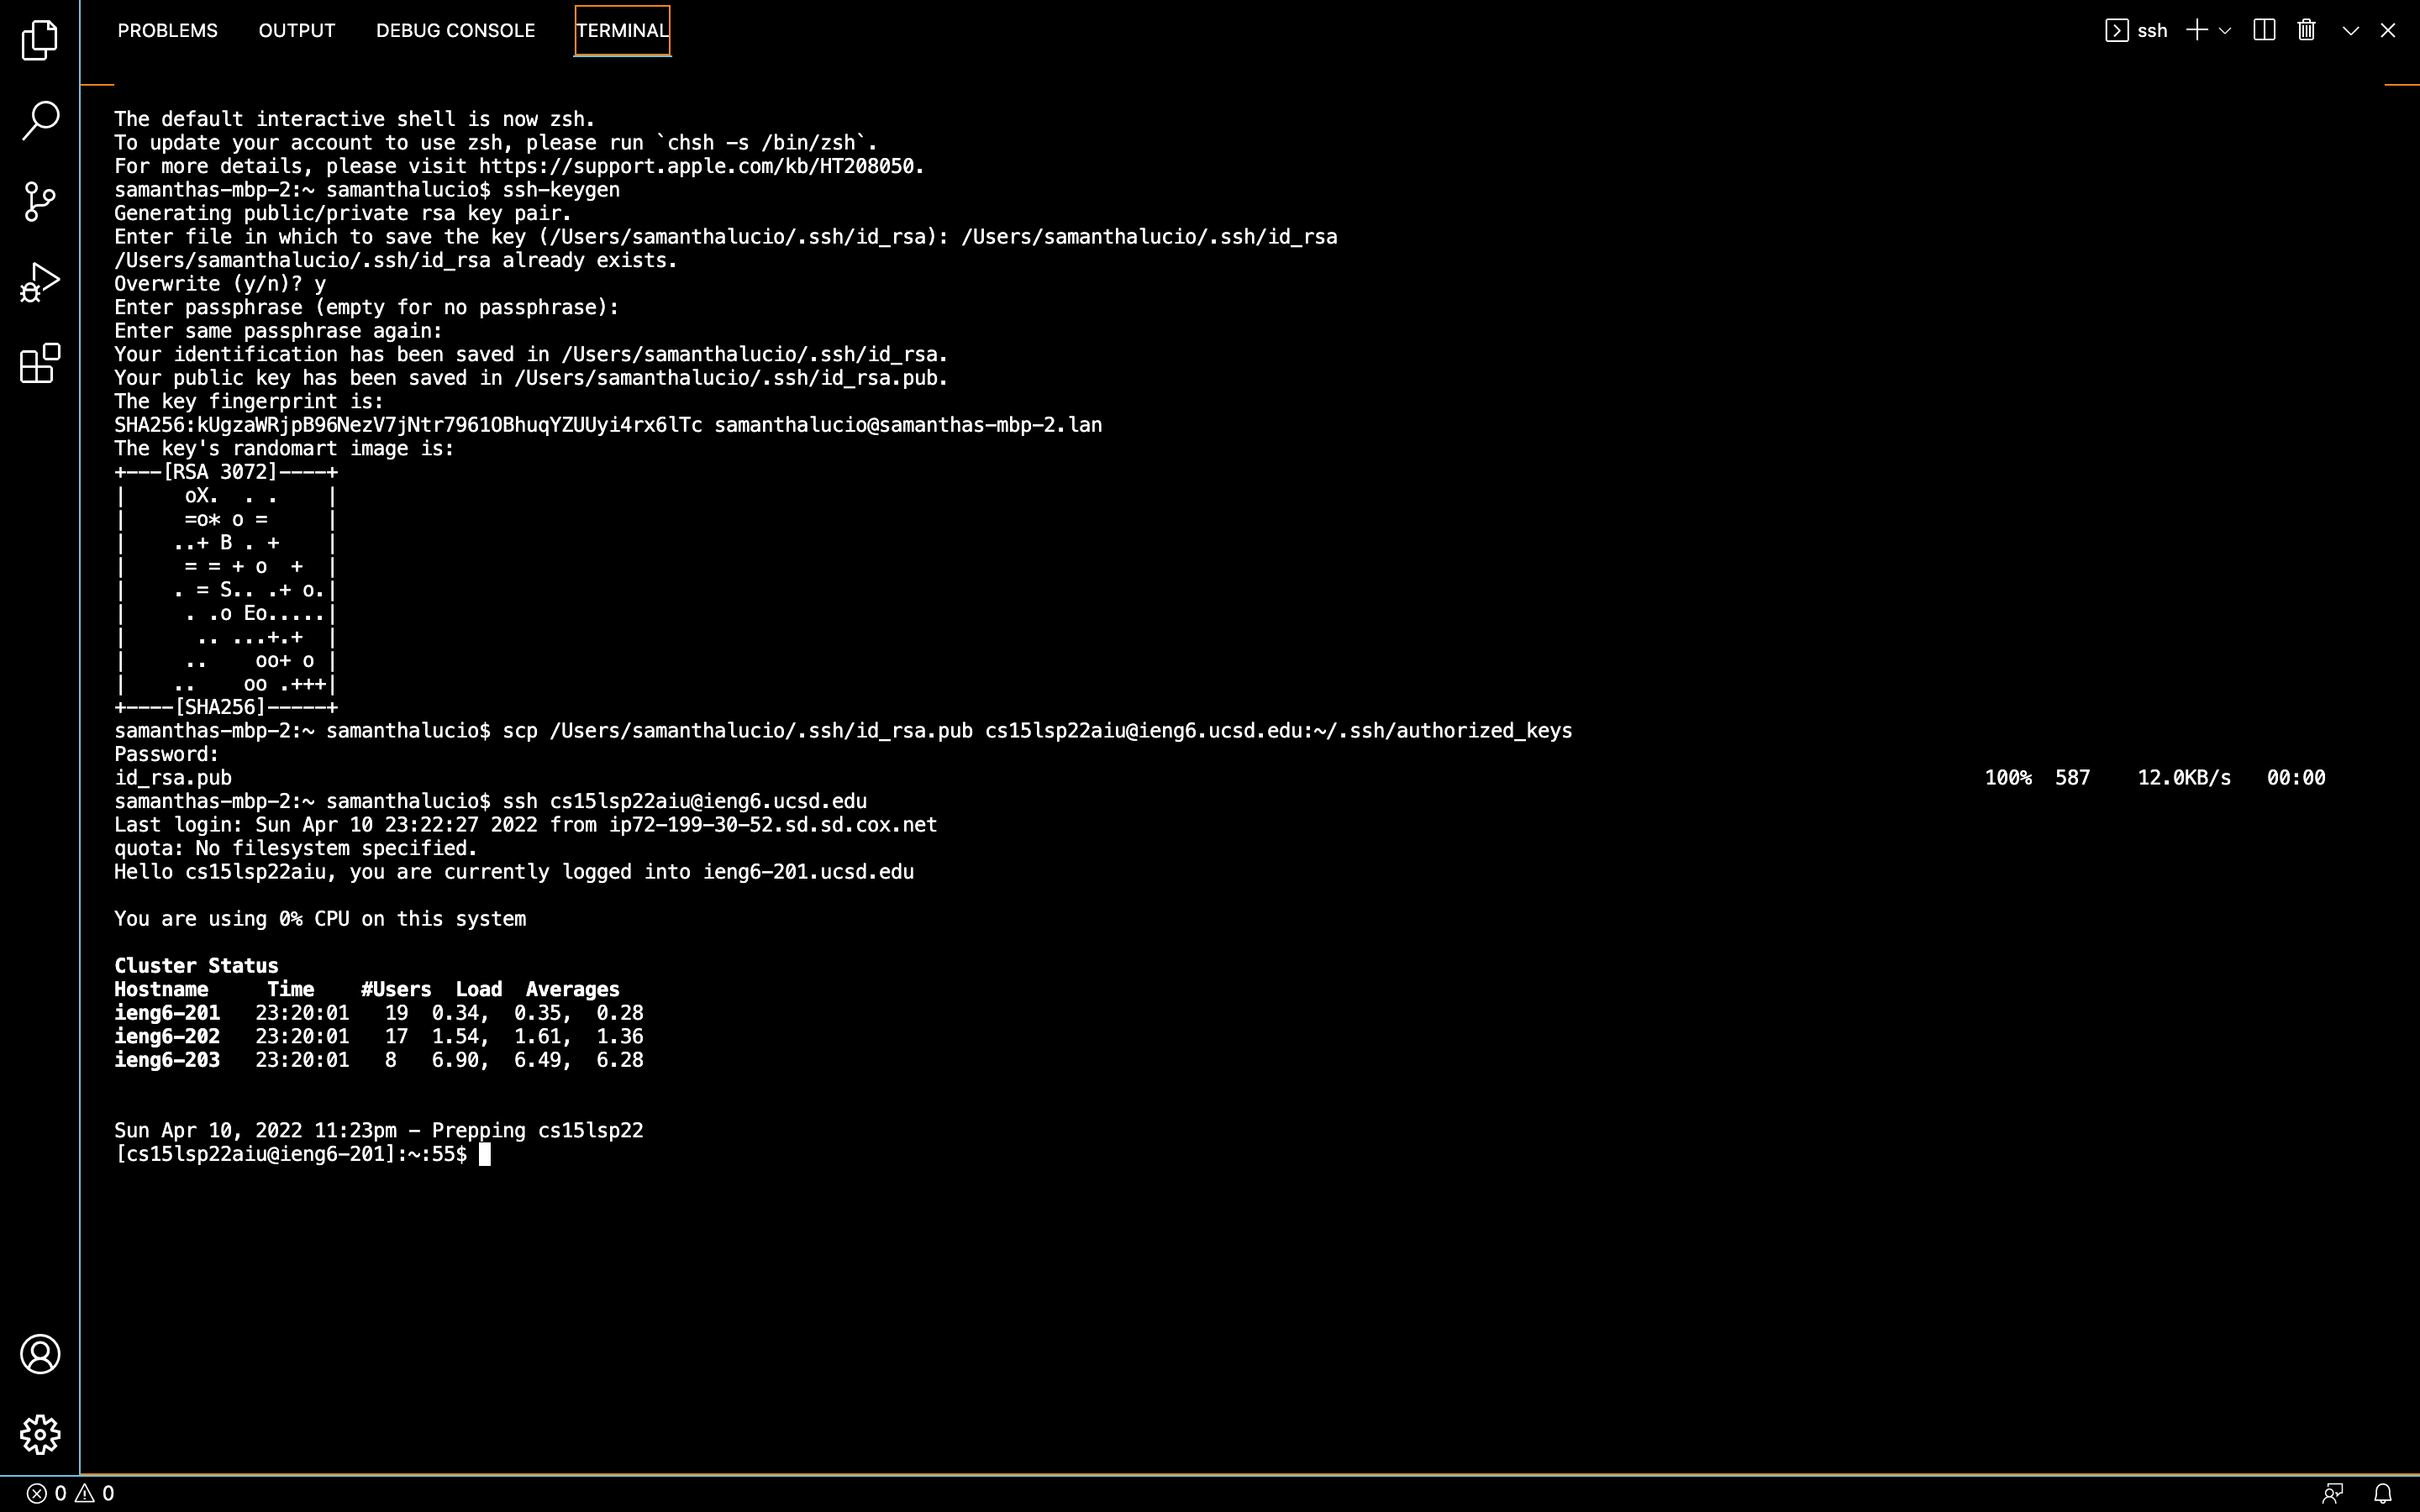 PROBLEMS OUTPUT DEBUG CONSOLE TERMINAL ssh
The default interactive shell is now zsh.
To update your account to use zsh, please run `chsh -s /bin/zsh`.
For more details, please visit https://support.apple.com/kb/HT208050.
samanthas-mbp-2:~ samanthalucio$ ssh-keygen
Generating public/private rsa key pair.
Enter file in which to save the key (/Users/samanthalucio/.ssh/id_rsa): /Users/samanthalucio/.ssh/id_rsa
/Users/samanthalucio/.ssh/id_rsa already exists.
Overwrite (y/n)? y
Enter passphrase (empty for no passphrase):
Enter same passphrase again:
Your identification has been saved in /Users/samanthalucio/.ssh/id_rsa.
Your public key has been saved in /Users/samanthalucio/.ssh/id_rsa.pub.
The key fingerprint is:
SHA256:kUgzaWRjpB96NezV7jNtr7961OBhuqYZUUyi4rx6lTc samanthalucio@samanthas-mbp-2.lan
The key's randomart image is:
+---[RSA 3072]----+
|     oX.  . .    |
|     =o* o =     |
|    ..+ B . +    |
|     = = + o  +  |
|    . = S.. .+ o.|
|     . .o Eo.....|
|      .. ...+.+  |
|     ..    oo+ o |
|    ..    oo .+++|
+----[SHA256]-----+
samanthas-mbp-2:~ samanthalucio$ scp /Users/samanthalucio/.ssh/id_rsa.pub cs15lsp22aiu@ieng6.ucsd.edu:~/.ssh/authorized_keys
Password:
id_rsa.pub 100% 587 12.0KB/s 00:00
samanthas-mbp-2:~ samanthalucio$ ssh cs15lsp22aiu@ieng6.ucsd.edu
Last login: Sun Apr 10 23:22:27 2022 from ip72-199-30-52.sd.sd.cox.net
quota: No filesystem specified.
Hello cs15lsp22aiu, you are currently logged into ieng6-201.ucsd.edu
You are using 0% CPU on this system
Cluster Status
Hostname     Time    #Users  Load  Averages
ieng6-201   23:20:01   19  0.34,  0.35,  0.28
ieng6-202   23:20:01   17  1.54,  1.61,  1.36
ieng6-203   23:20:01   8   6.90,  6.49,  6.28
Sun Apr 10, 2022 11:23pm - Prepping cs15lsp22
[cs15lsp22aiu@ieng6-201]:~:55$
0 0